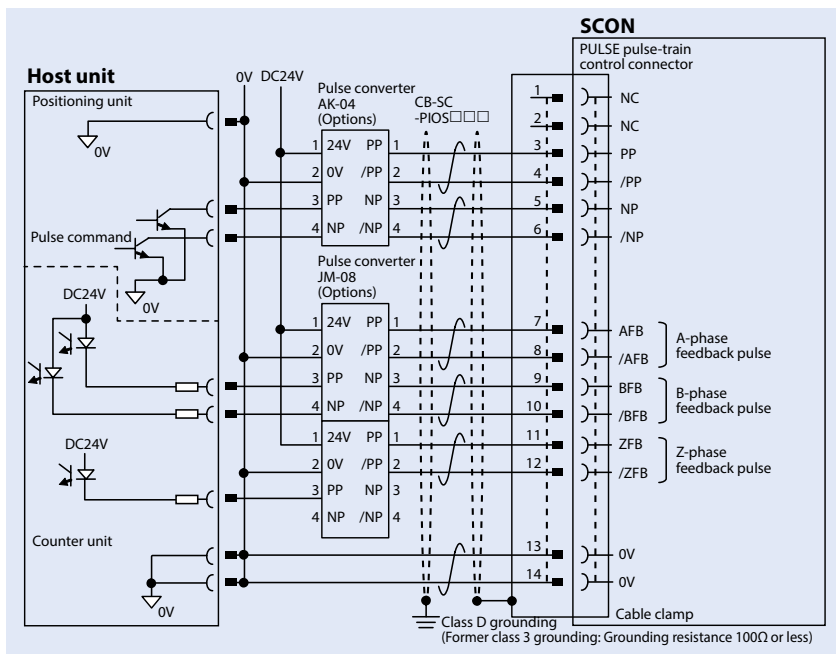 SCON
PULSE pulse-train
control connector
Host unit
0V DC24V
Positioning unit
Pulse converter
AK-04
(Options)
CB-SC
-PIOS□□□
1 NC
2 NC
0V
1 24V PP 1 3 PP
2 0V /PP 2 4 /PP
3 PP NP 3 5 NP
4 NP /NP 4 6 /NP
Pulse command
0V
Pulse converter
JM-08
(Options)
DC24V
1 24V PP 1 7 AFB
2 0V /PP 2 8 /AFB
A-phase
feedback pulse
3 PP NP 3 9 BFB
4 NP /NP 4 10 /BFB
B-phase
feedback pulse
DC24V
1 24V PP 1 11 ZFB
2 0V /PP 2 12 /ZFB
Z-phase
feedback pulse
3 PP NP 3
4 NP /NP 4
Counter unit
13 0V
14 0V
0V
Cable clamp
Class D grounding
(Former class 3 grounding: Grounding resistance 100Ω or less)